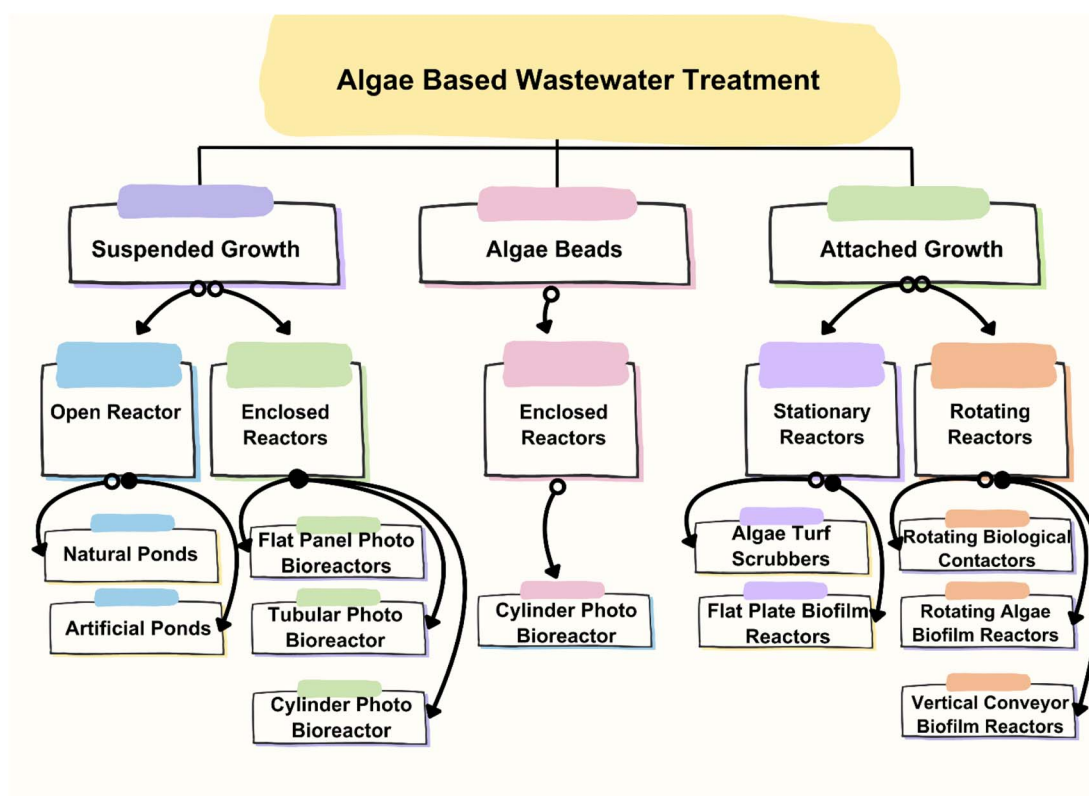 Algae Based Wastewater Treatment
Suspended Growth
Algae Beads
Attached Growth
Open Reactor
Enclosed
Reactors
Enclosed
Reactors
Stationary
Reactors
Rotating
Reactors
Natural Ponds
Artificial Ponds
Flat Panel Photo
Bioreactors
Tubular Photo
Bioreactor
Cylinder Photo
Bioreactor
Cylinder Photo
Bioreactor
Algae Turf
Scrubbers
Flat Plate Biofilm
Reactors
Rotating Biological
Contactors
Rotating Algae
Biofilm Reactors
Vertical Conveyor
Biofilm Reactors